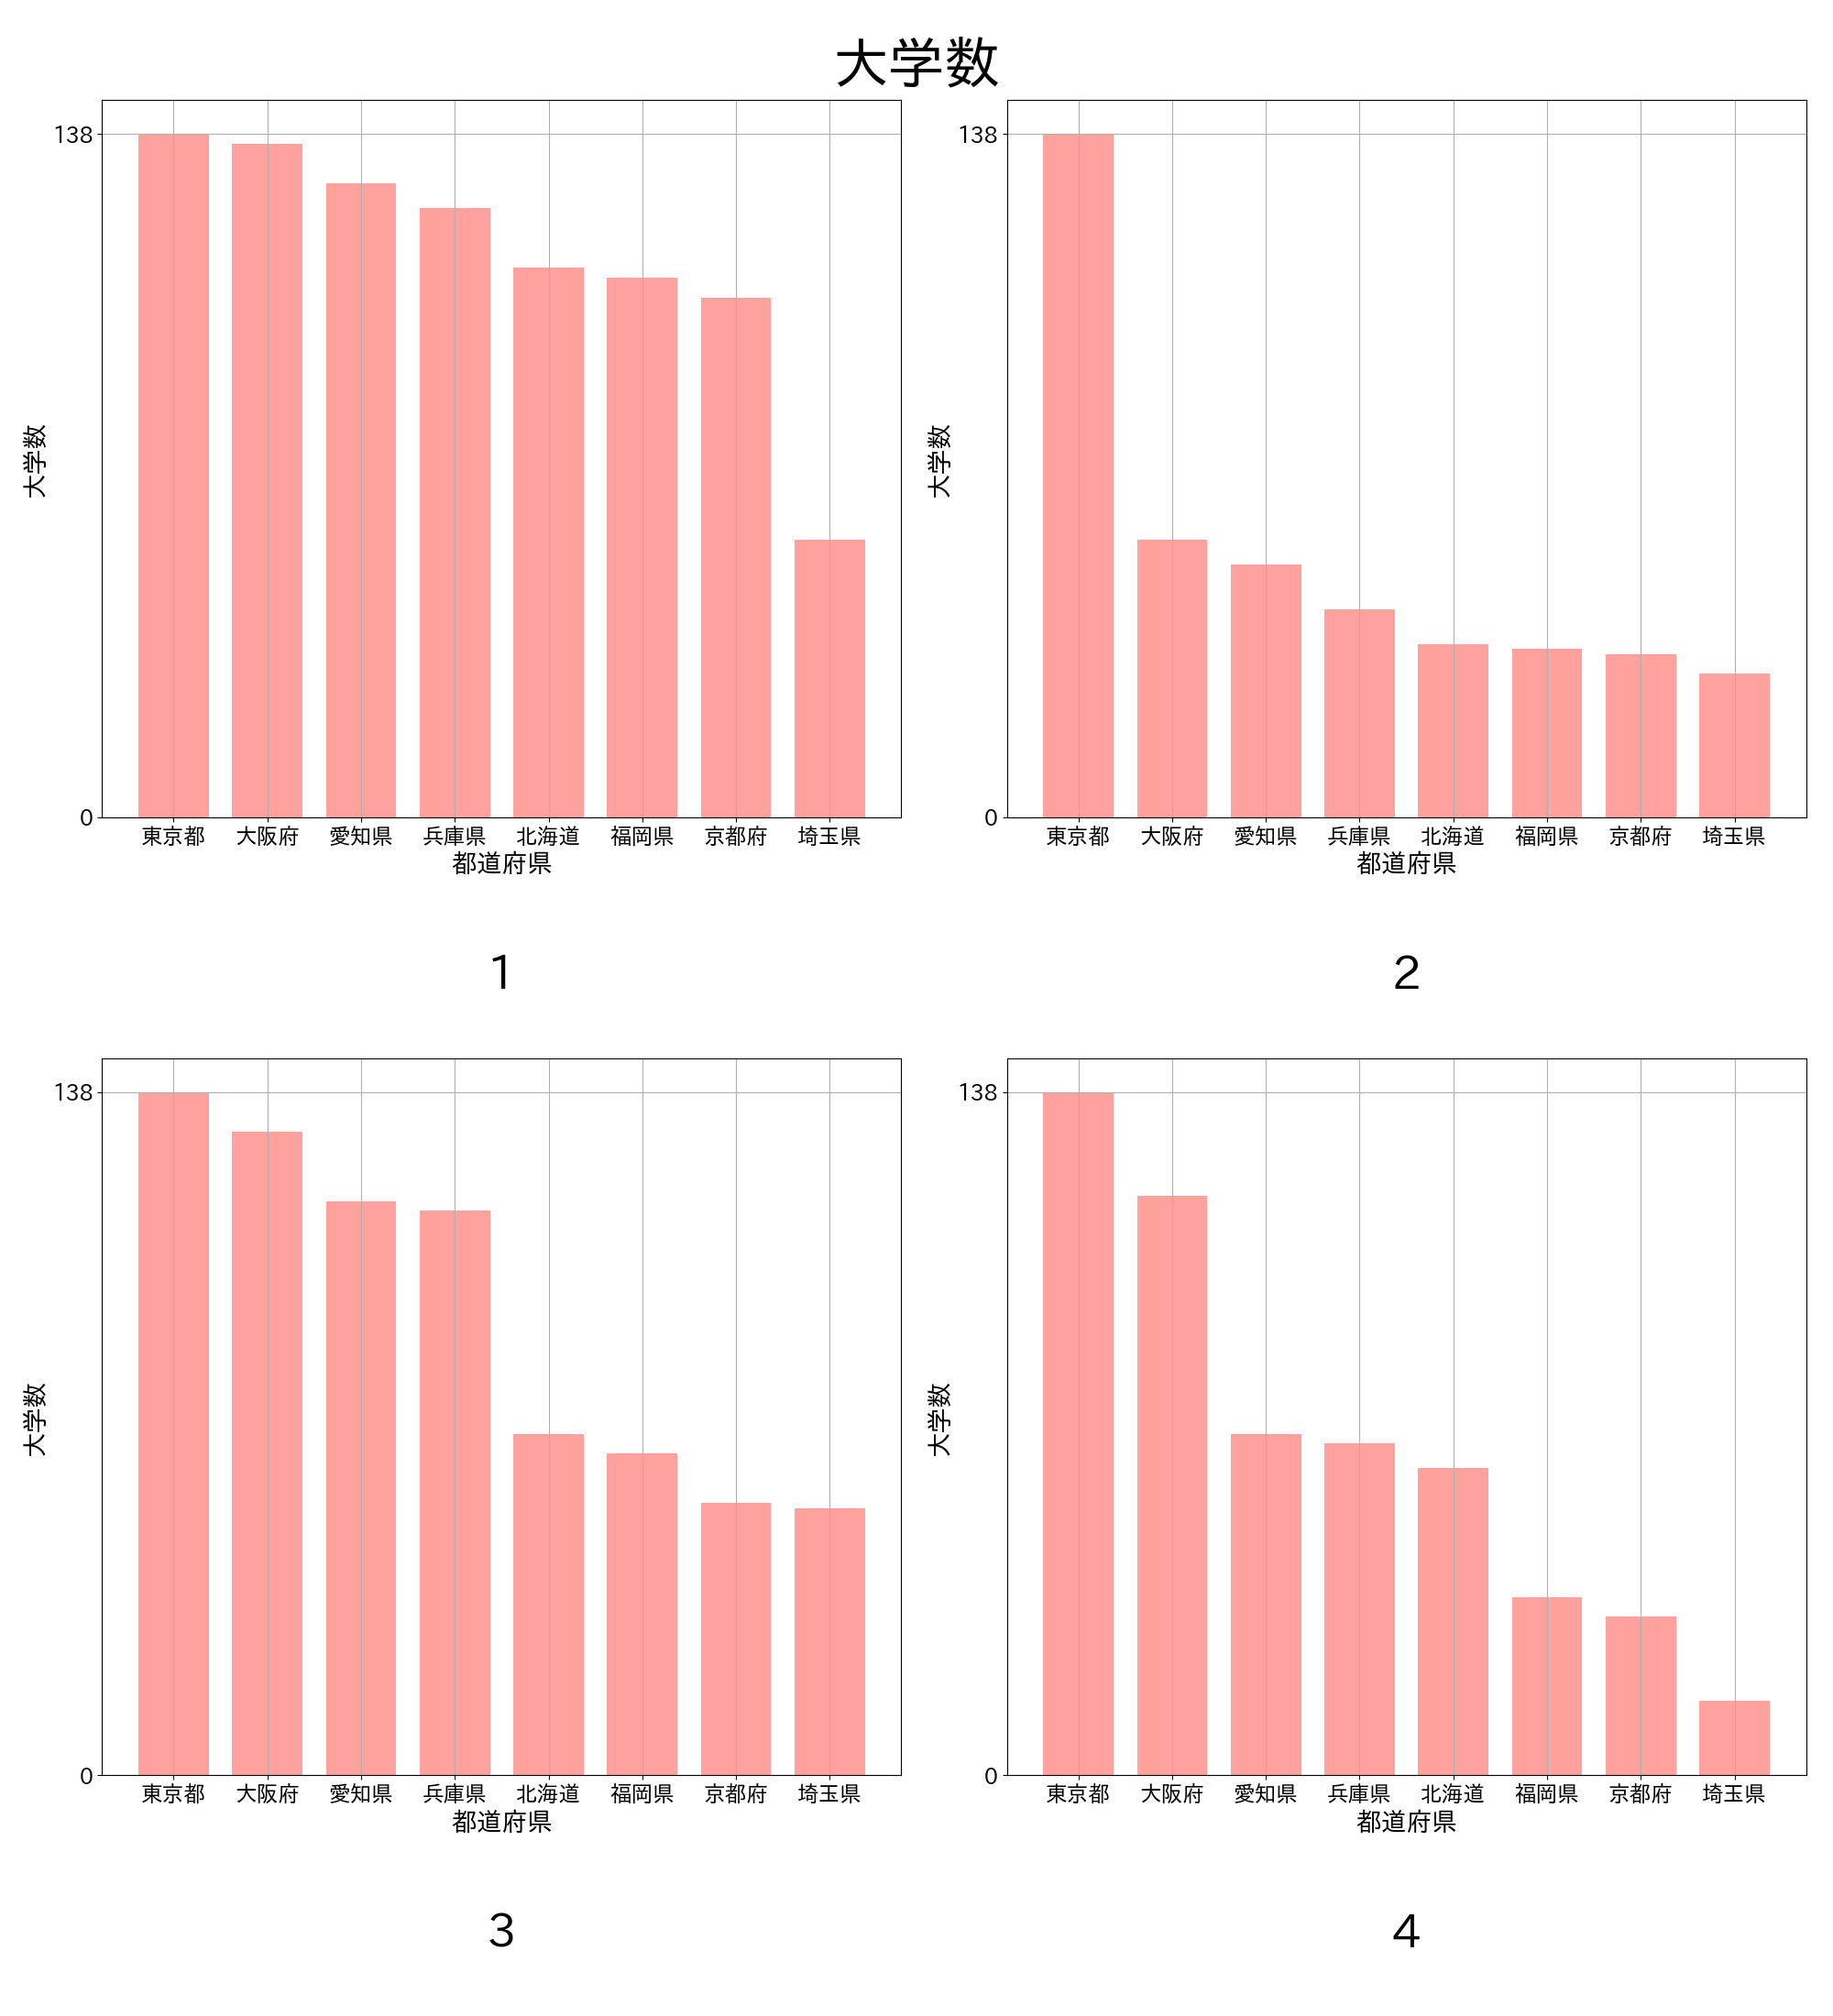 大学数
138
大学数
0
東京都 大阪府 愛知県 兵庫県 北海道 福岡県 京都府 埼玉県
都道府県
1
138
大学数
0
東京都 大阪府 愛知県 兵庫県 北海道 福岡県 京都府 埼玉県
都道府県
2
138
大学数
0
東京都 大阪府 愛知県 兵庫県 北海道 福岡県 京都府 埼玉県
都道府県
3
138
大学数
0
東京都 大阪府 愛知県 兵庫県 北海道 福岡県 京都府 埼玉県
都道府県
4